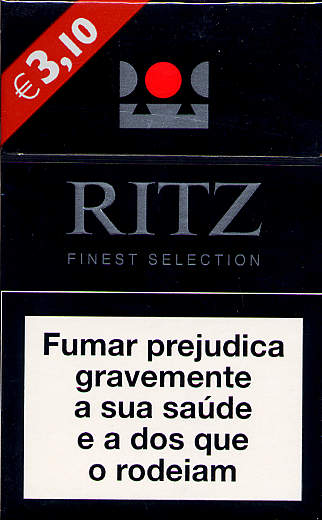 €3,10
RITZ
FINEST SELECTION
Fumar prejudica
gravemente
a sua saúde
e a dos que
o rodeiam